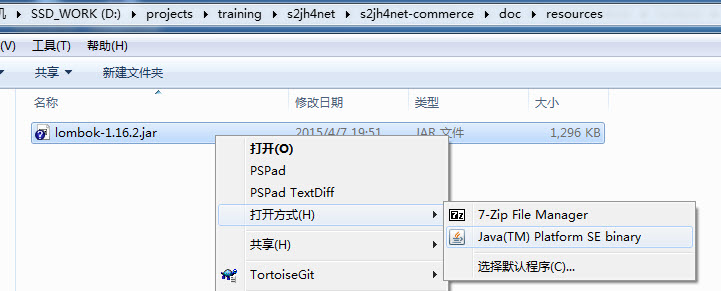 机 ▸ SSD_WORK (D:) ▸ projects ▸ training ▸ s2jh4net ▸ s2jh4net-commerce ▸ doc ▸ resources
(V) 工具(T) 帮助(H)
共享 新建文件夹
名称 修改日期 类型 大小
lombok-1.16.2.jar 2015/4/7 19:51 JAR 文件 1,296 KB
打开(O)
PSPad
PSPad TextDiff
打开方式(H)
7z 7-Zip File Manager
Java(TM) Platform SE binary
共享(H)
选择默认程序(C)...
TortoiseGit